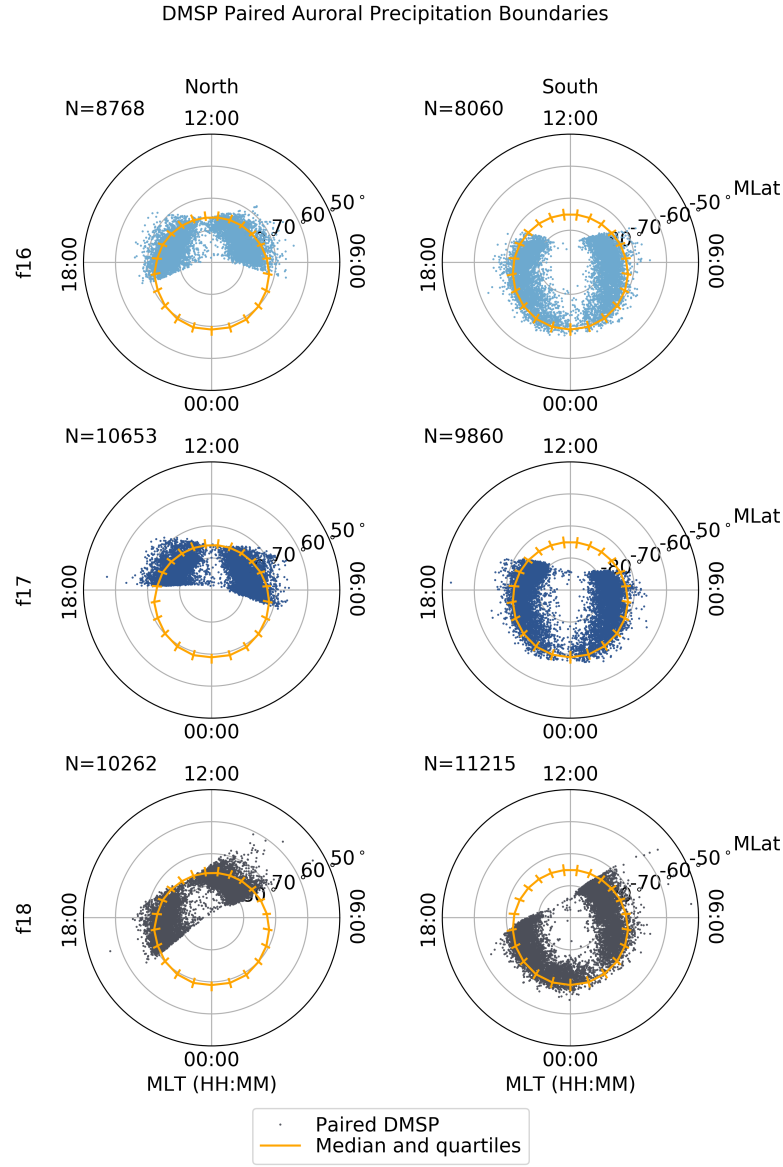 DMSP Paired Auroral Precipitation Boundaries
North
South
N=8768
12:00
N=8060
12:00
MLat
70 60 50°
-70 -60 -50°
f16
18:00
06:00
18:00
06:00
00:00
00:00
N=10653
12:00
N=9860
12:00
MLat
70 60 50°
-80 -70 -60 -50°
f17
18:00
06:00
18:00
06:00
00:00
00:00
N=10262
12:00
N=11215
12:00
MLat
70 60 50°
-70 -60 -50°
f18
18:00
06:00
18:00
06:00
00:00
00:00
MLT (HH:MM)
MLT (HH:MM)
Paired DMSP
Median and quartiles